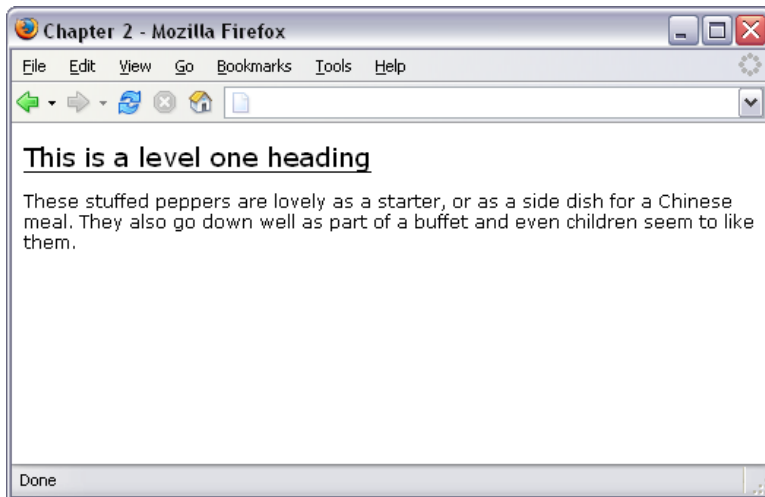 Chapter 2 - Mozilla Firefox
File Edit View Go Bookmarks Tools Help
This is a level one heading
These stuffed peppers are lovely as a starter, or as a side dish for a Chinese
meal. They also go down well as part of a buffet and even children seem to like
them.
Done